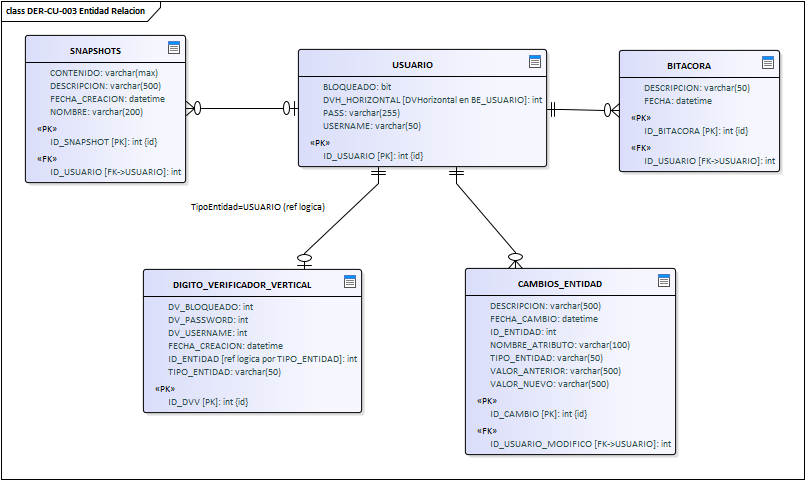 class DER-CU-003 Entidad Relacion
SNAPSHOTS
CONTENIDO: varchar(max)
DESCRIPCION: varchar(500)
FECHA_CREACION: datetime
NOMBRE: varchar(200)
«PK»
ID_SNAPSHOT [PK]: int {id}
«FK»
ID_USUARIO [FK->USUARIO]: int
USUARIO
BLOQUEADO: bit
DVH_HORIZONTAL [DVHorizontal en BE_USUARIO]: int
PASS: varchar(255)
USERNAME: varchar(50)
«PK»
ID_USUARIO [PK]: int {id}
BITACORA
DESCRIPCION: varchar(50)
FECHA: datetime
«PK»
ID_BITACORA [PK]: int {id}
«FK»
ID_USUARIO [FK->USUARIO]: int
TipoEntidad=USUARIO (ref logica)
DIGITO_VERIFICADOR_VERTICAL
DV_BLOQUEADO: int
DV_PASSWORD: int
DV_USERNAME: int
FECHA_CREACION: datetime
ID_ENTIDAD [ref logica por TIPO_ENTIDAD]: int
TIPO_ENTIDAD: varchar(50)
«PK»
ID_DVV [PK]: int {id}
CAMBIOS_ENTIDAD
DESCRIPCION: varchar(500)
FECHA_CAMBIO: datetime
ID_ENTIDAD: int
NOMBRE_ATRIBUTO: varchar(100)
TIPO_ENTIDAD: varchar(50)
VALOR_ANTERIOR: varchar(500)
VALOR_NUEVO: varchar(500)
«PK»
ID_CAMBIO [PK]: int {id}
«FK»
ID_USUARIO_MODIFICO [FK->USUARIO]: int